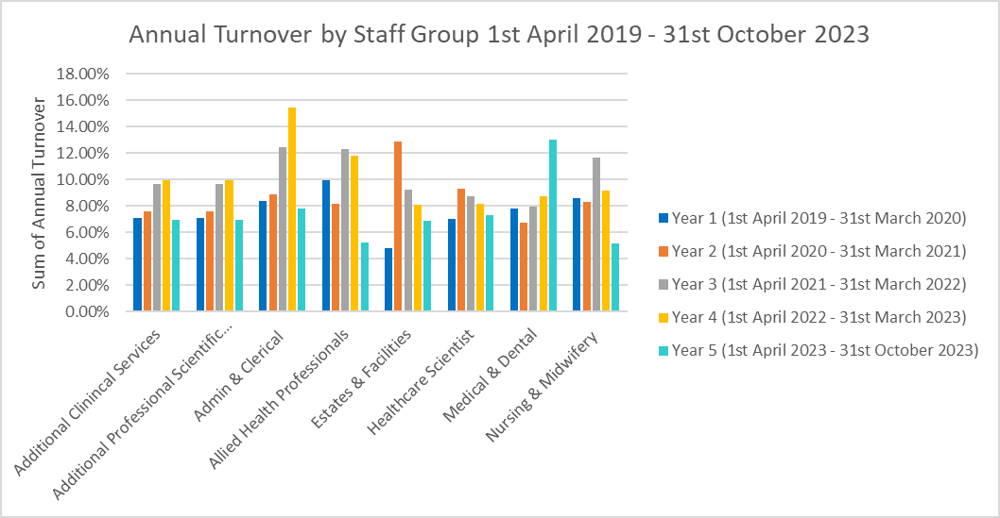 Annual Turnover by Staff Group 1st April 2019 - 31st October 2023
Sum of Annual Turnover
18.00%
16.00%
14.00%
12.00%
10.00%
8.00%
6.00%
4.00%
2.00%
0.00%
Additional Clinincal Services
Additional Professional Scientific...
Admin & Clerical
Allied Health Professionals
Estates & Facilities
Healthcare Scientist
Medical & Dental
Nursing & Midwifery
Year 1 (1st April 2019 - 31st March 2020)
Year 2 (1st April 2020 - 31st March 2021)
Year 3 (1st April 2021 - 31st March 2022)
Year 4 (1st April 2022 - 31st March 2023)
Year 5 (1st April 2023 - 31st October 2023)